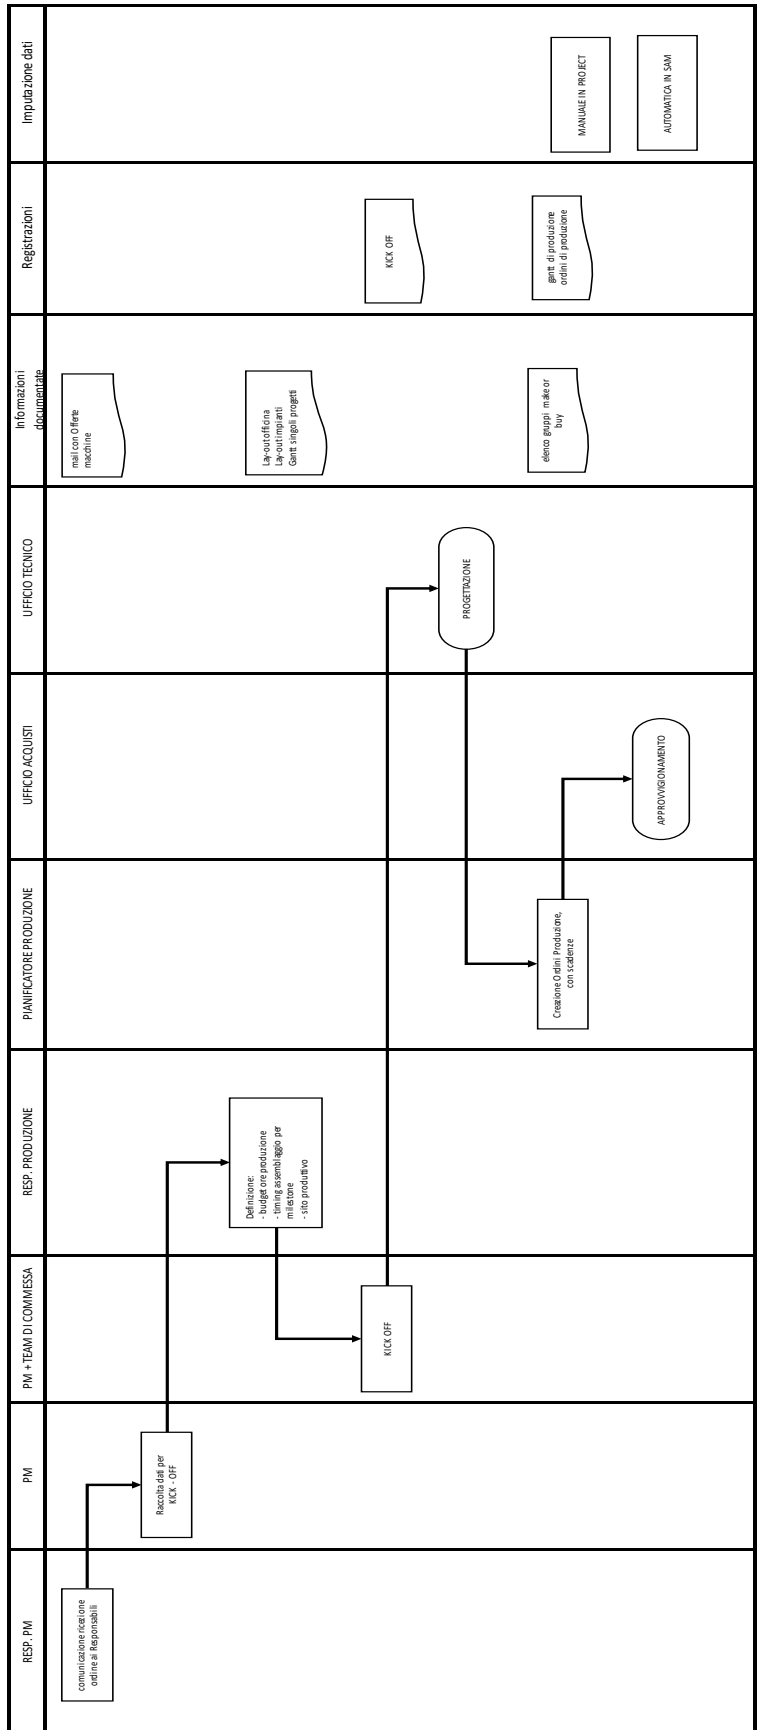 RESP. PM
PM
PM + TEAM DI COMMESSA
RESP. PRODUZIONE
PIANIFICATORE PRODUZIONE
UFFICIO ACQUISTI
UFFICIO TECNICO
Informazioni
documentate
Registrazioni
Imputazione dati
comunicazione ricezione
ordine ai Responsabili
mail con Offerte
macchine
Raccolta dati per
KICK - OFF
Definizione:
- budget ore produzione
- timing assemblaggio per
milestone
- sito produttivo
Lay-out officina
Lay-out impianti
Gantt singoli progetti
KICK OFF
KICK OFF
PROGETTAZIONE
Creazione Ordini Produzione,
con scadenze
elenco gruppi make or
buy
gantt di produzione
ordini di produzione
MANUALE IN PROJECT
APPROVVIGIONAMENTO
AUTOMATICA IN SAM